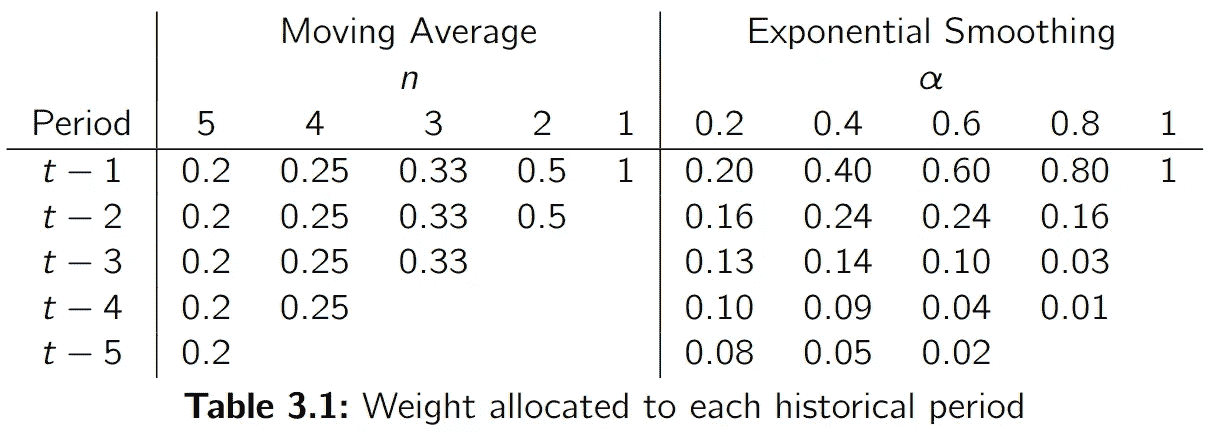 Moving Average Exponential Smoothing
n α
Period 5 4 3 2 1 0.2 0.4 0.6 0.8 1
t − 1 0.2 0.25 0.33 0.5 1 0.20 0.40 0.60 0.80 1
t − 2 0.2 0.25 0.33 0.5 0.16 0.24 0.24 0.16
t − 3 0.2 0.25 0.33 0.13 0.14 0.10 0.03
t − 4 0.2 0.25 0.10 0.09 0.04 0.01
t − 5 0.2 0.08 0.05 0.02
Table 3.1: Weight allocated to each historical period